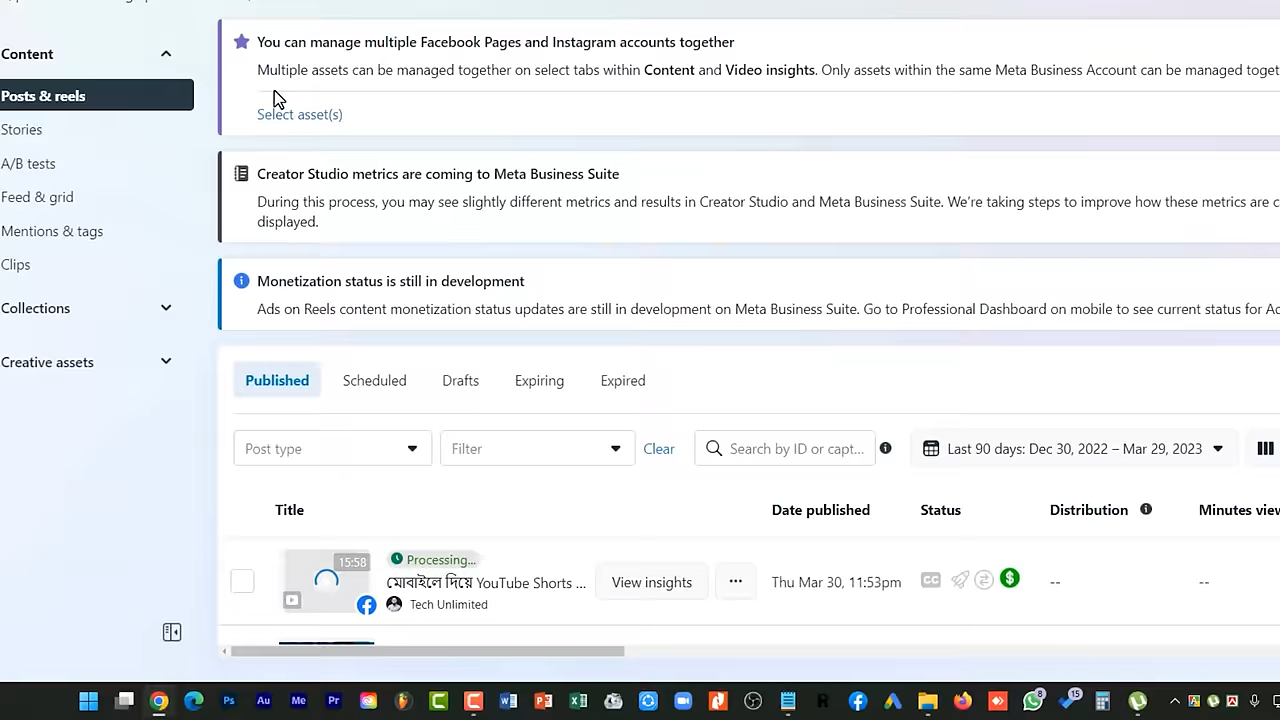 Content
Posts & reels
Stories
A/B tests
Feed & grid
Mentions & tags
Clips
Collections
Creative assets
You can manage multiple Facebook Pages and Instagram accounts together
Multiple assets can be managed together on select tabs within Content and Video insights. Only assets within the same Meta Business Account can be managed toget
Select asset(s)
Creator Studio metrics are coming to Meta Business Suite
During this process, you may see slightly different metrics and results in Creator Studio and Meta Business Suite. We're taking steps to improve how these metrics are c
displayed.
Monetization status is still in development
Ads on Reels content monetization status updates are still in development on Meta Business Suite. Go to Professional Dashboard on mobile to see current status for Ad
Published Scheduled Drafts Expiring Expired
Post type Filter Clear Search by ID or capt... Last 90 days: Dec 30, 2022 – Mar 29, 2023
Title Date published Status Distribution Minutes view
15:58 Processing...
মোবাইলে দিয়ে YouTube Shorts ... View insights ... Thu Mar 30, 11:53pm CC $ -- --
Tech Unlimited
Ps Au Me Pr 8 15